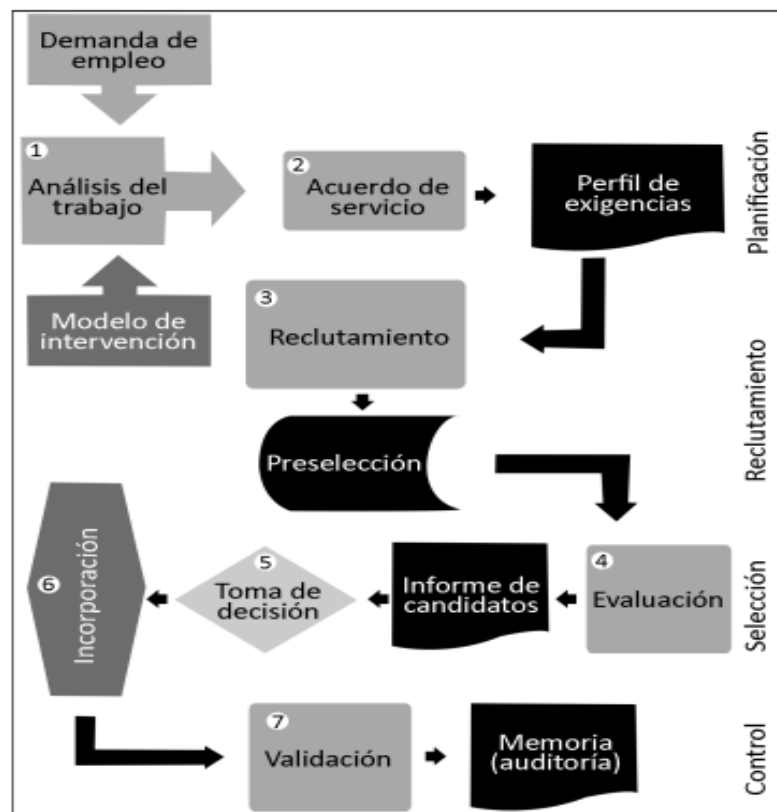 Demanda de
empleo
1
Análisis del
trabajo
2
Acuerdo de
servicio
Perfil de
exigencias
Planificación
Modelo de
intervención
3
Reclutamiento
Preselección
Reclutamiento
4
Evaluación
Informe de
candidatos
5
Toma de
decisión
6
Incorporación
Selección
7
Validación
Memoria
(auditoría)
Control